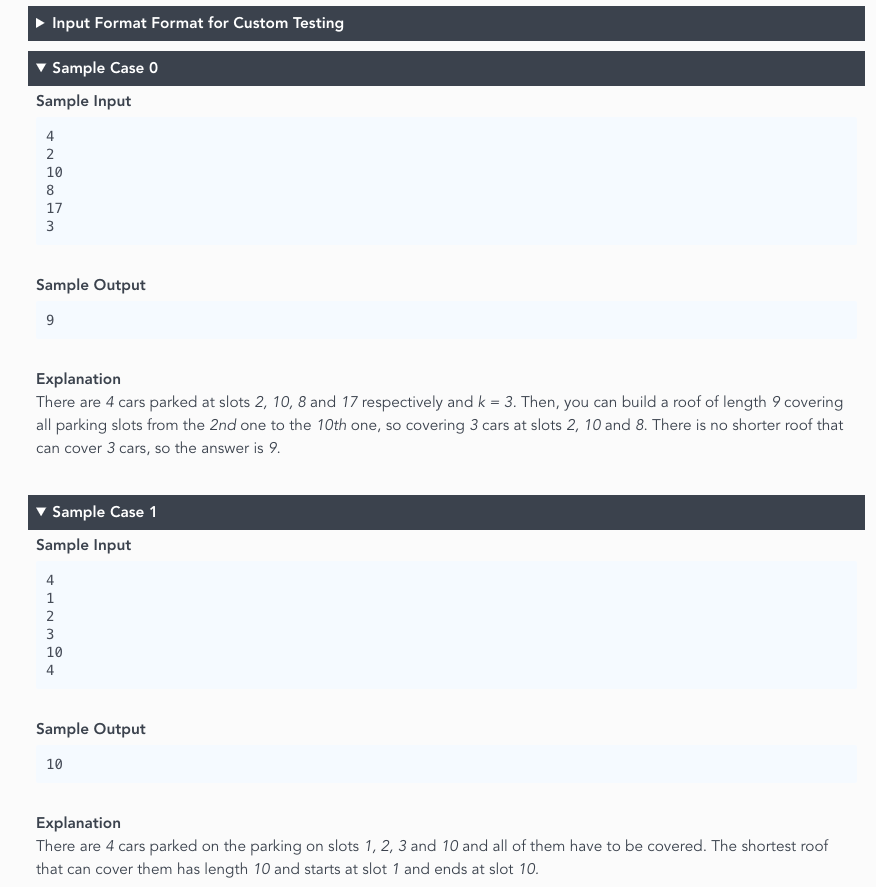 Input Format Format for Custom Testing
Sample Case 0
Sample Input
4
2
10
8
17
3
Sample Output
9
Explanation
There are 4 cars parked at slots 2, 10, 8 and 17 respectively and k = 3. Then, you can build a roof of length 9 covering
all parking slots from the 2nd one to the 10th one, so covering 3 cars at slots 2, 10 and 8. There is no shorter roof that
can cover 3 cars, so the answer is 9.
Sample Case 1
Sample Input
4
1
2
3
10
4
Sample Output
10
Explanation
There are 4 cars parked on the parking on slots 1, 2, 3 and 10 and all of them have to be covered. The shortest roof
that can cover them has length 10 and starts at slot 1 and ends at slot 10.